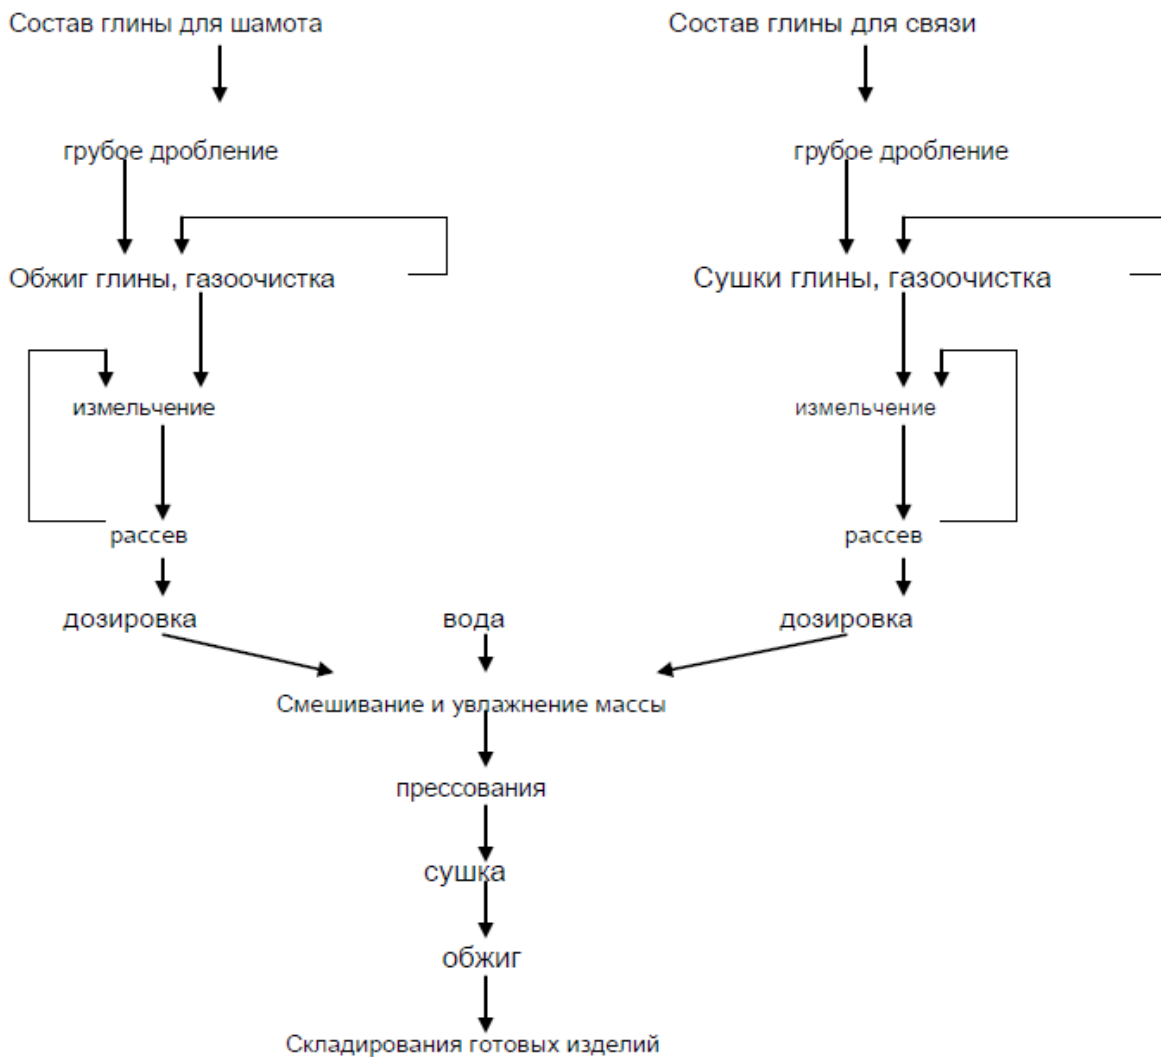 Состав глины для шамота
Состав глины для связи
грубое дробление
грубое дробление
Обжиг глины, газоочистка
Сушки глины, газоочистка
измельчение
измельчение
рассев
рассев
дозировка
вода
дозировка
Смешивание и увлажнение массы
прессования
сушка
обжиг
Складирования готовых изделий